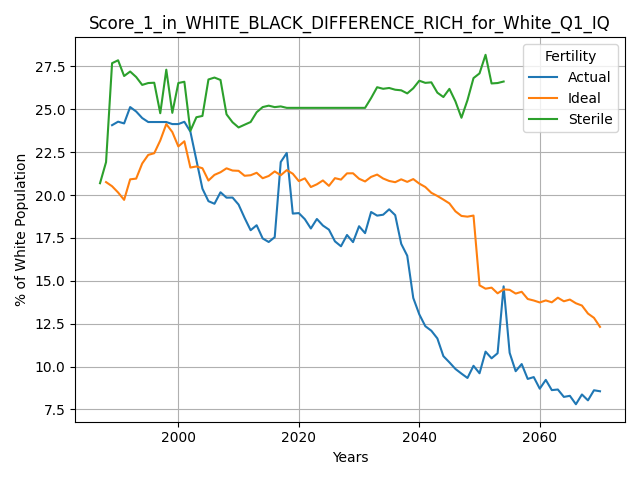 Score_1_in_WHITE_BLACK_DIFFERENCE_RICH_for_White_Q1_IQ
Fertility
Actual
Ideal
Sterile
% of White Population
27.5
25.0
22.5
20.0
17.5
15.0
12.5
10.0
7.5
2000
2020
2040
2060
Years